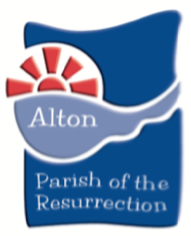 Alton
Parish of the
Resurrection